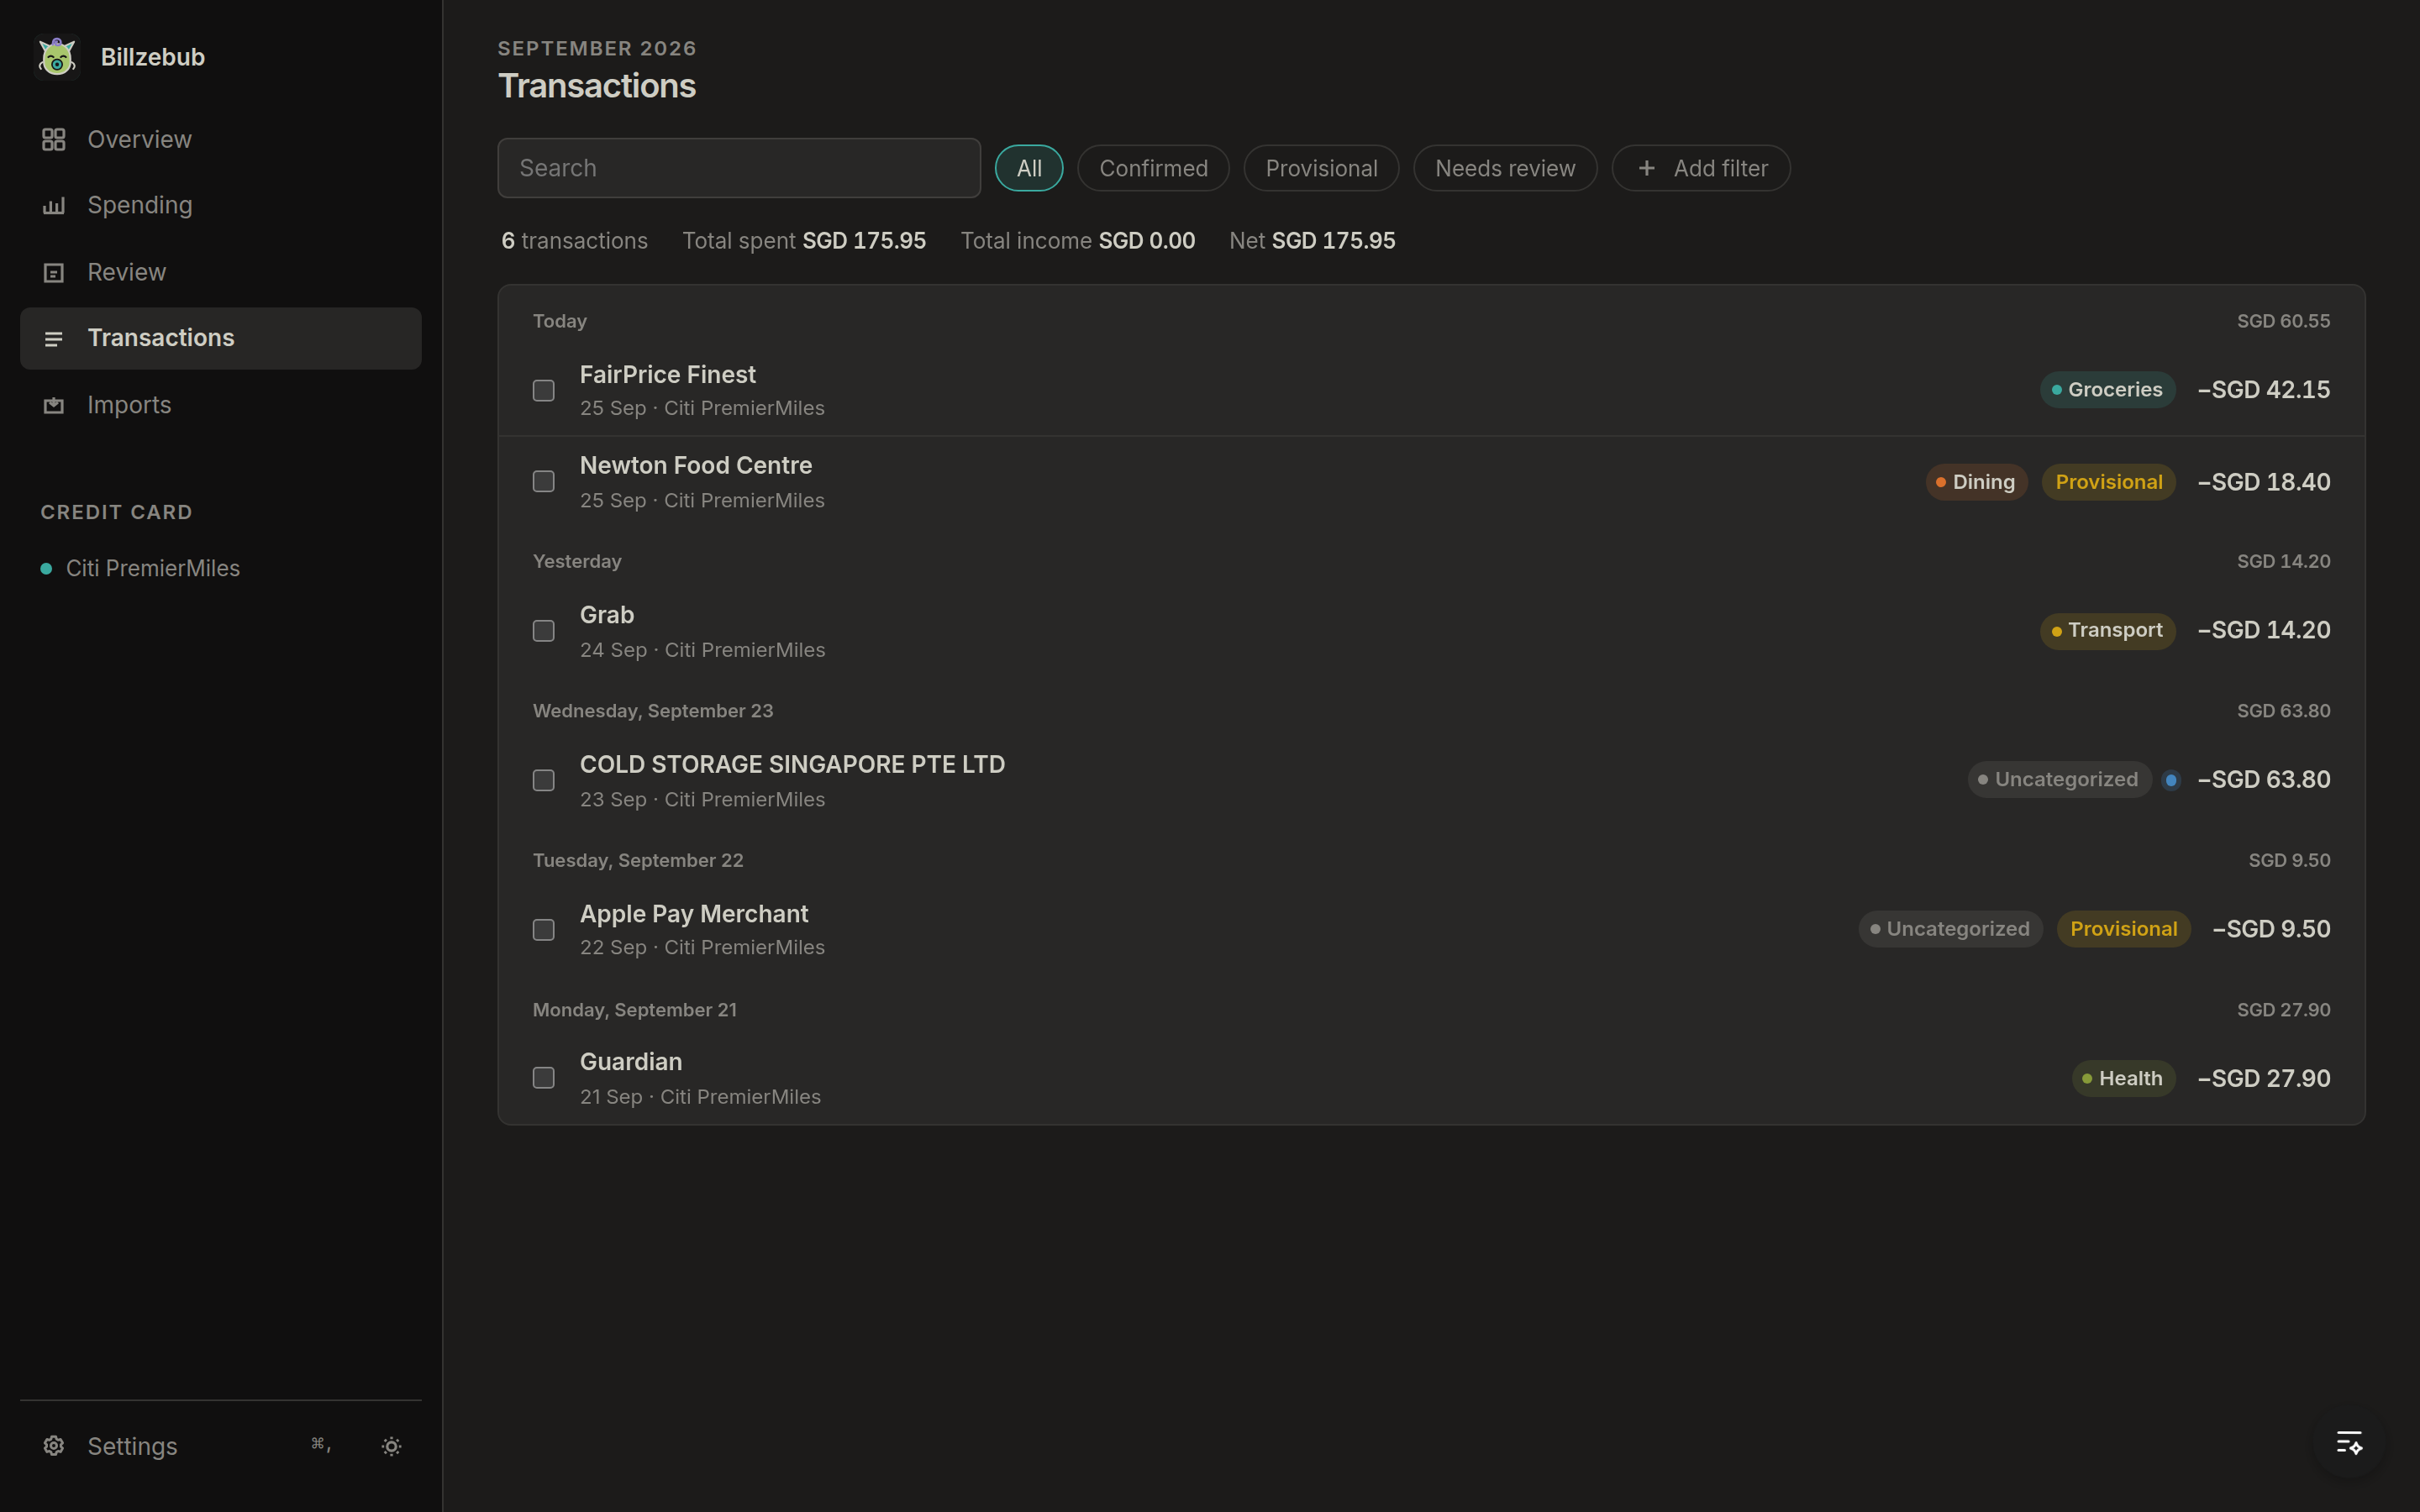 Billzebub
Overview
Spending
Review
Transactions
Imports
CREDIT CARD
Citi PremierMiles
Settings ⌘,
SEPTEMBER 2026
Transactions
Search All Confirmed Provisional Needs review + Add filter
6 transactions Total spent SGD 175.95 Total income SGD 0.00 Net SGD 175.95
Today SGD 60.55
FairPrice Finest
25 Sep · Citi PremierMiles
Groceries −SGD 42.15
Newton Food Centre
25 Sep · Citi PremierMiles
Dining Provisional −SGD 18.40
Yesterday SGD 14.20
Grab
24 Sep · Citi PremierMiles
Transport −SGD 14.20
Wednesday, September 23 SGD 63.80
COLD STORAGE SINGAPORE PTE LTD
23 Sep · Citi PremierMiles
Uncategorized −SGD 63.80
Tuesday, September 22 SGD 9.50
Apple Pay Merchant
22 Sep · Citi PremierMiles
Uncategorized Provisional −SGD 9.50
Monday, September 21 SGD 27.90
Guardian
21 Sep · Citi PremierMiles
Health −SGD 27.90